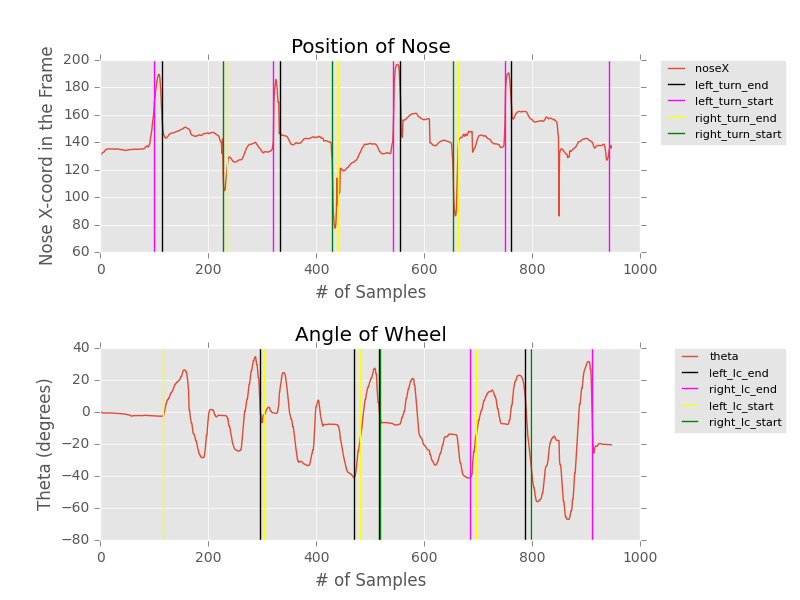 Position of Nose
200
180
160
140
120
100
80
60
Nose X-coord in the Frame
0 200 400 600 800 1000
# of Samples
noseX
left_turn_end
left_turn_start
right_turn_end
right_turn_start
Angle of Wheel
40
20
0
−20
−40
−60
−80
Theta (degrees)
0 200 400 600 800 1000
# of Samples
theta
left_lc_end
right_lc_end
left_lc_start
right_lc_start